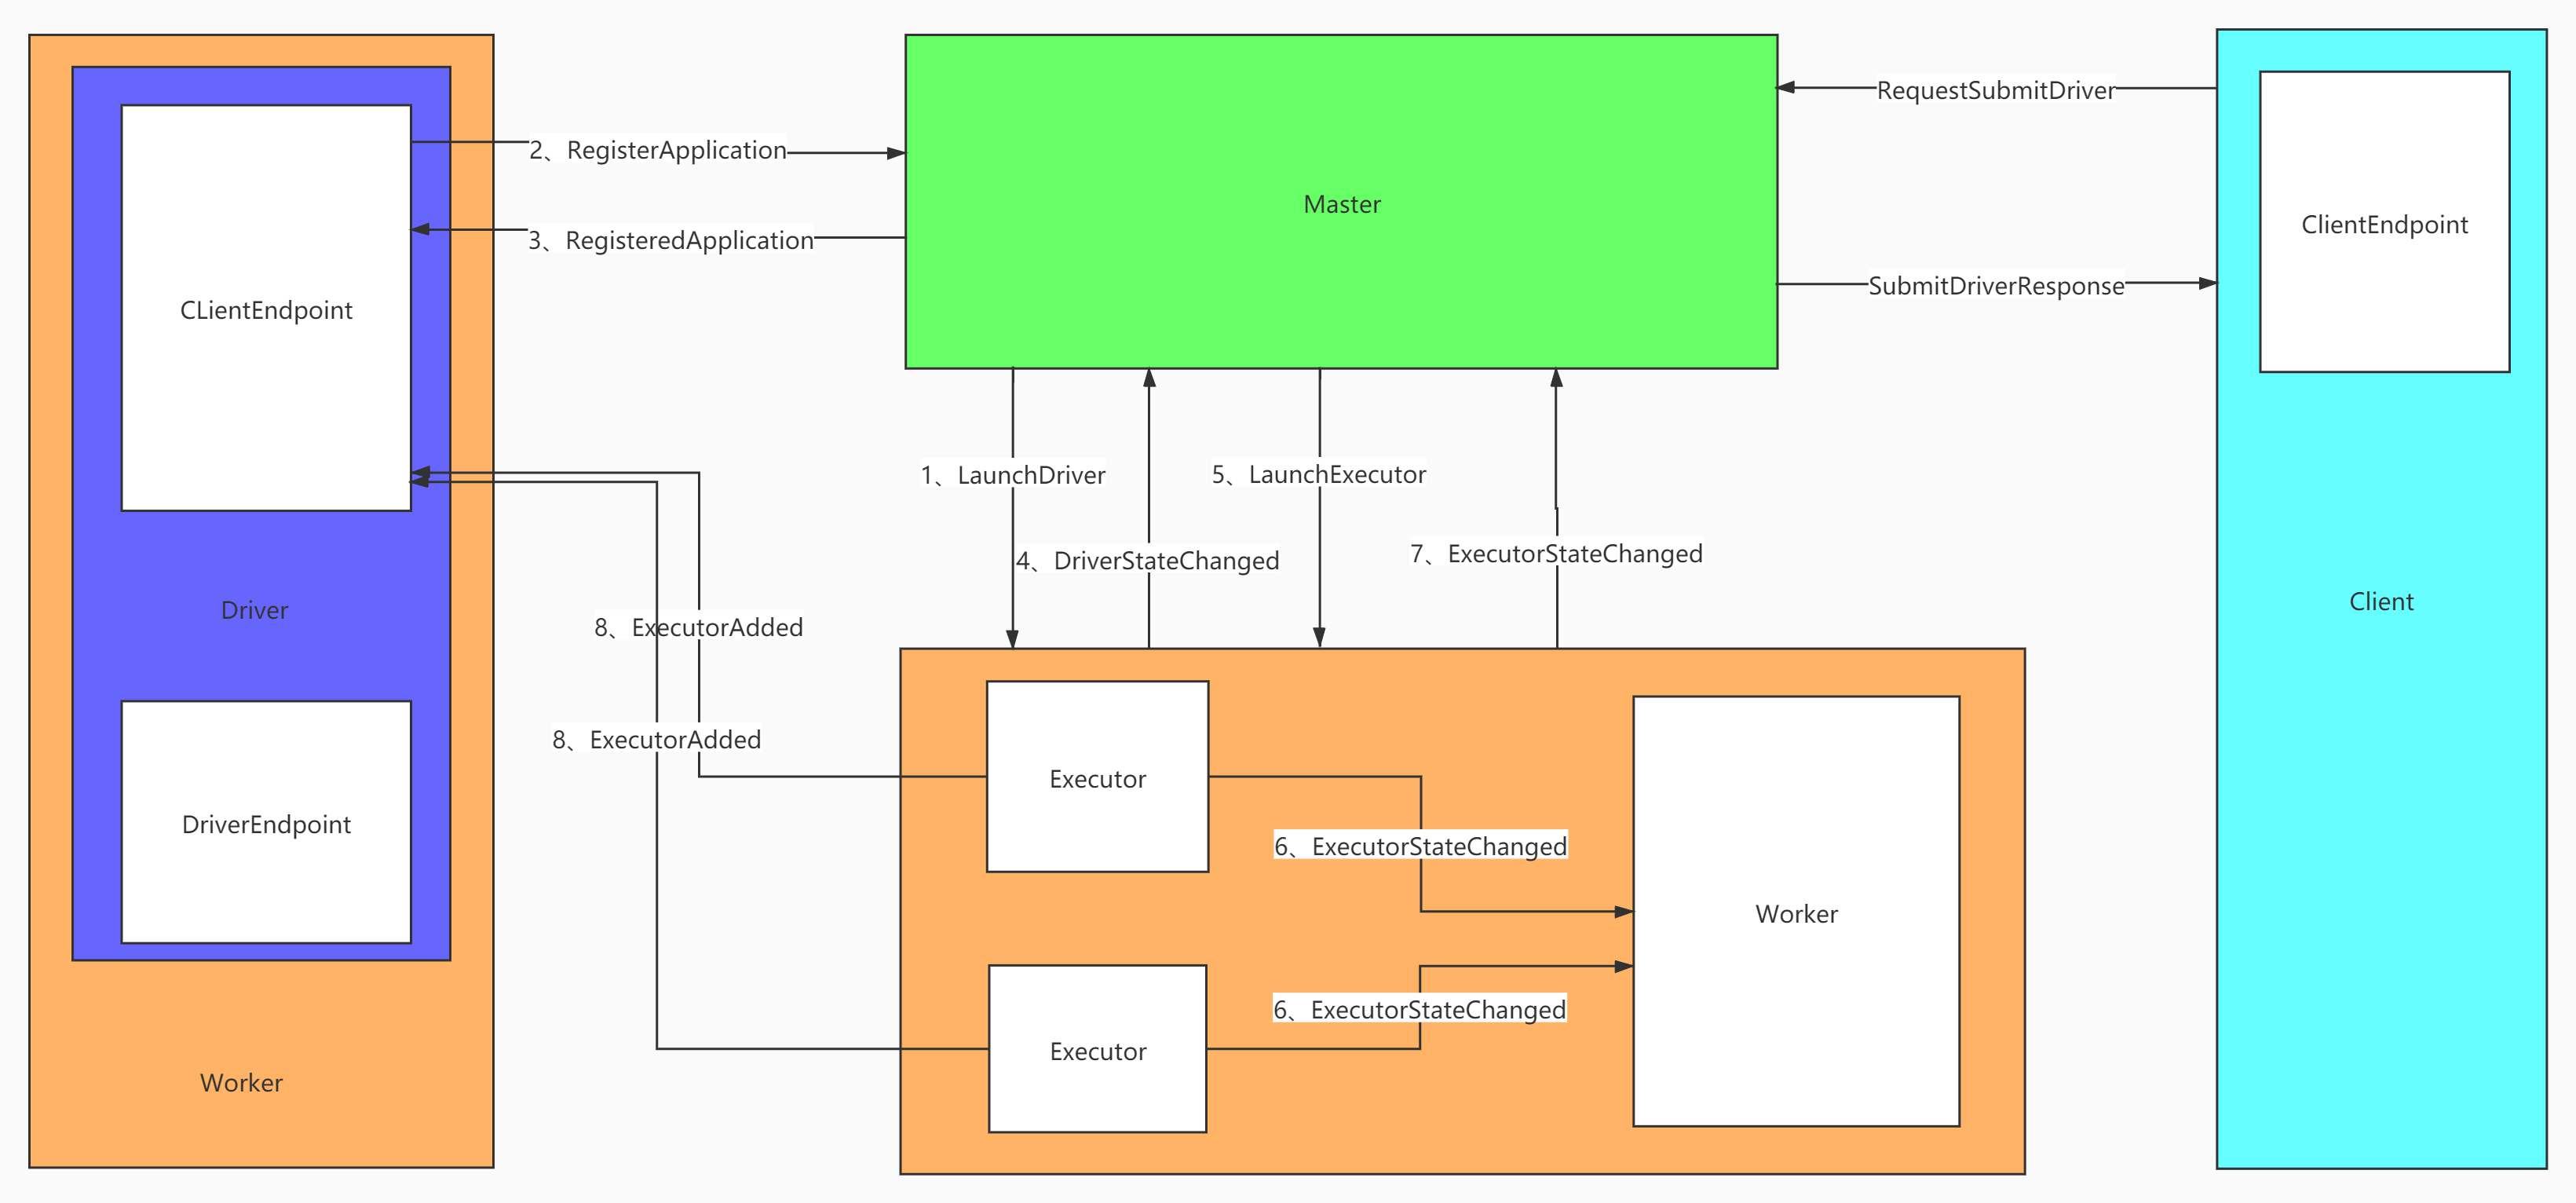 RequestSubmitDriver
2、RegisterApplication
Master
ClientEndpoint
3、RegisteredApplication
SubmitDriverResponse
CLientEndpoint
1、LaunchDriver
5、LaunchExecutor
4、DriverStateChanged
7、ExecutorStateChanged
Driver
8、ExecutorAdded
Client
8、ExecutorAdded
Executor
DriverEndpoint
6、ExecutorStateChanged
Worker
6、ExecutorStateChanged
Executor
Worker